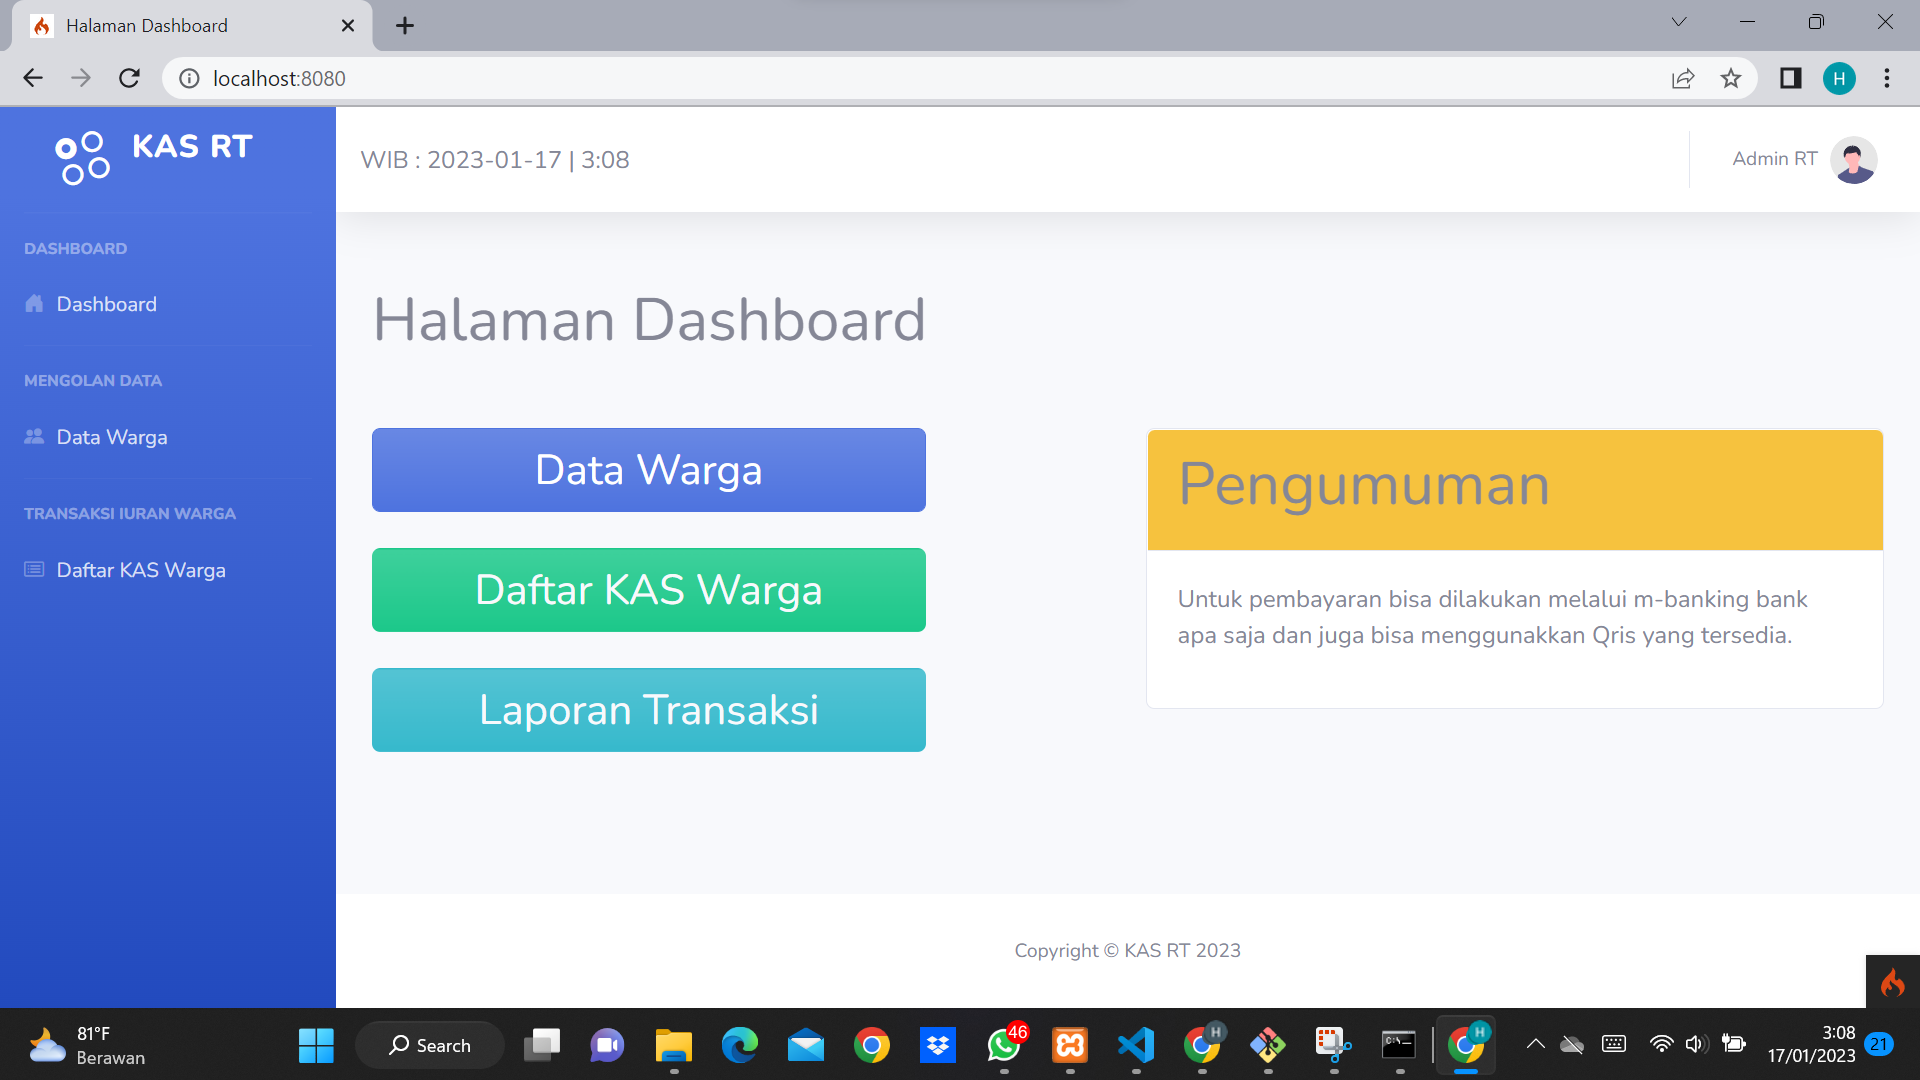 Halaman Dashboard
localhost:8080
H
KAS RT
WIB : 2023-01-17 | 3:08
Admin RT
DASHBOARD
Dashboard
MENGOLAN DATA
Data Warga
TRANSAKSI IURAN WARGA
Daftar KAS Warga
Halaman Dashboard
Data Warga
Daftar KAS Warga
Laporan Transaksi
Pengumuman
Untuk pembayaran bisa dilakukan melalui m-banking bank
apa saja dan juga bisa menggunakkan Qris yang tersedia.
Copyright © KAS RT 2023
81°F
Berawan
Search
46
H
H
3:08
17/01/2023
21